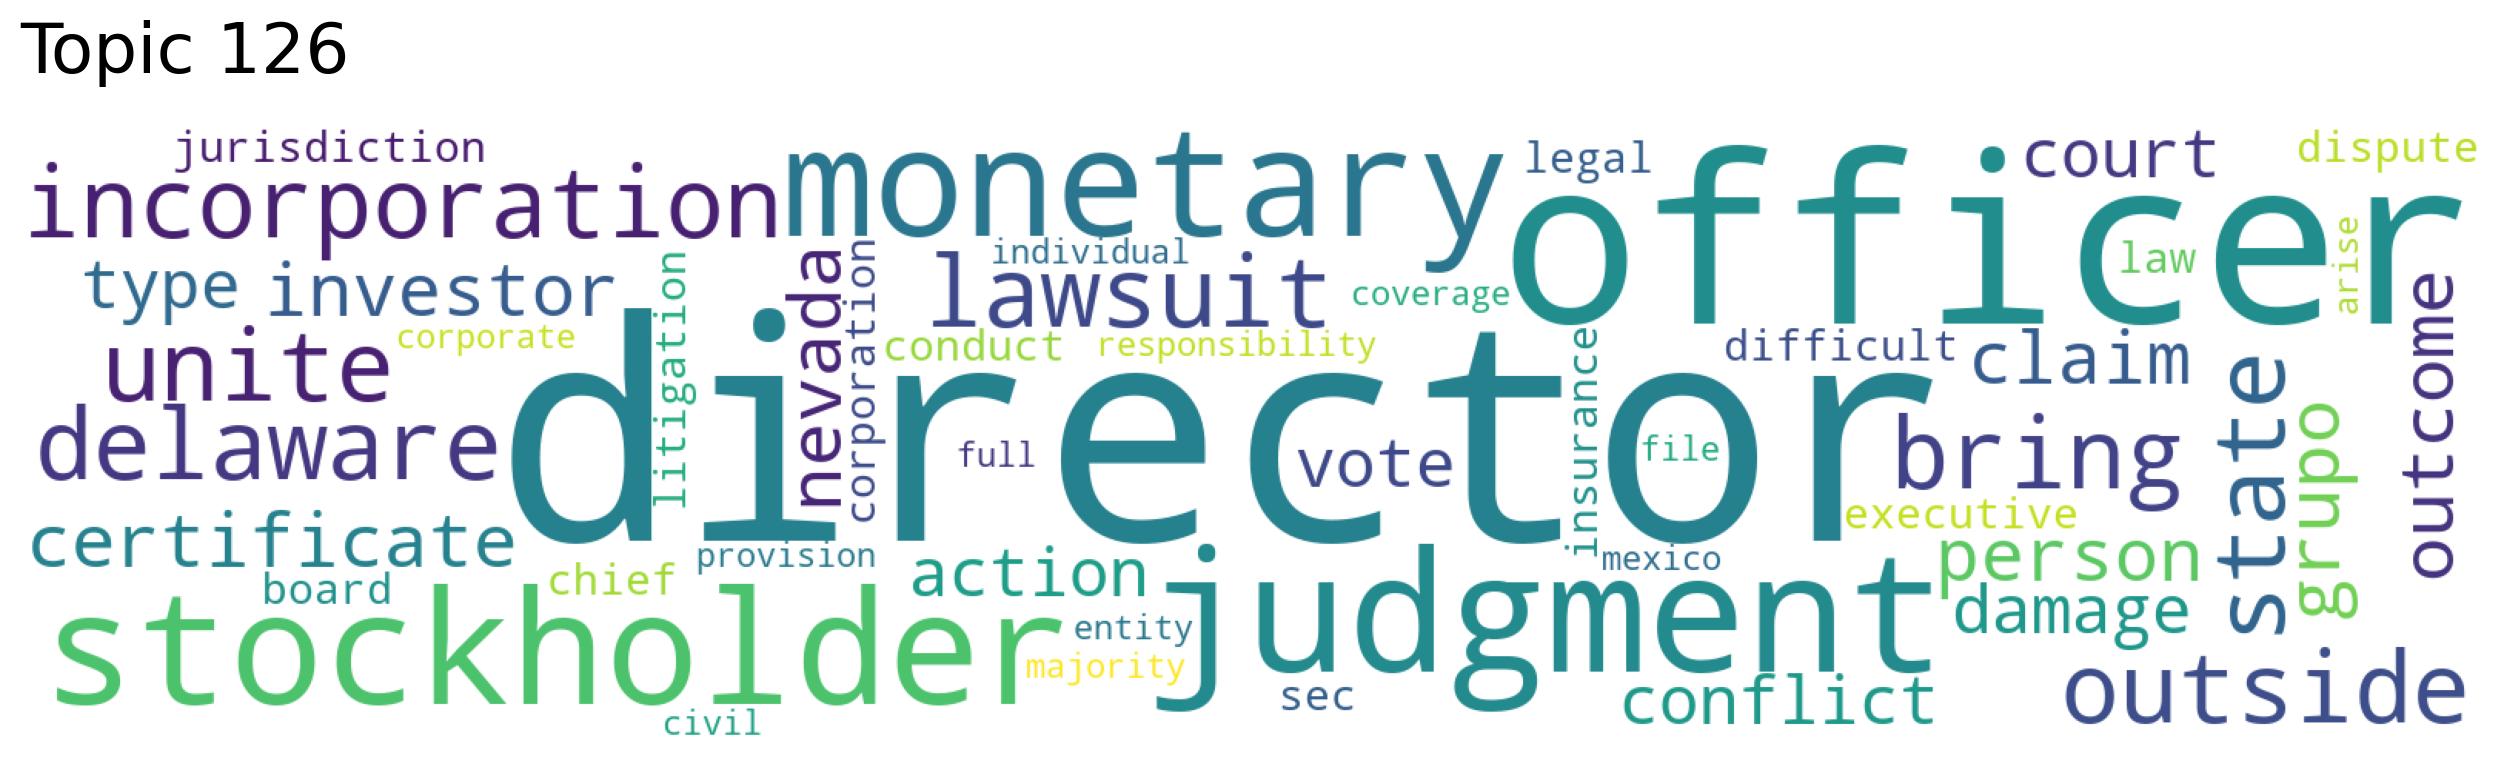 Topic 126
jurisdiction
incorporation
monetary
legal
officer
court
dispute
law
arise
type
investor
individual
lawsuit
coverage
litigation
nevada
corporation
corporate
unite
conduct
responsibility
difficult
claim
outcome
delaware
director
full
vote
insurance
file
bring
state
grupo
executive
certificate
provision
mexico
person
board
chief
action
damage
stockholder
entity
judgment
majority
sec
conflict
outside
civil